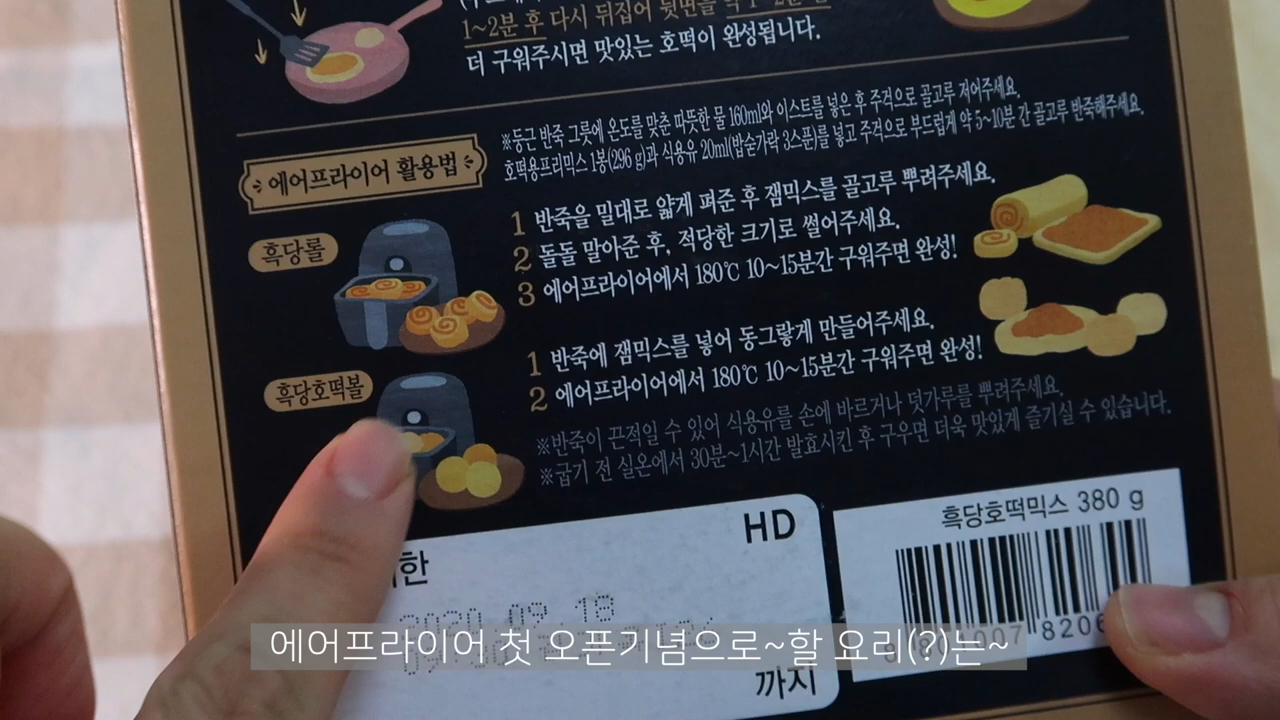 1~2분 후 다시 뒤집어 뒷면을 약 1~2분 간
더 구워주시면 맛있는 호떡이 완성됩니다.
※둥근 반죽 그릇에 온도를 맞춘 따뜻한 물 160ml와 이스트를 넣은 후 주걱으로 골고루 저어주세요.
호떡용프리믹스 1봉(296 g)과 식용유 20ml(밥숟가락 3스푼)를 넣고 주걱으로 부드럽게 약 5~10분 간 골고루 반죽해주세요.
에어프라이어 활용법
흑당롤
1 반죽을 밀대로 얇게 펴준 후 잼믹스를 골고루 뿌려주세요.
2 돌돌 말아준 후, 적당한 크기로 썰어주세요.
3 에어프라이어에서 180℃ 10~15분간 구워주면 완성!
흑당호떡볼
1 반죽에 잼믹스를 넣어 동그랗게 만들어주세요.
2 에어프라이어에서 180℃ 10~15분간 구워주면 완성!
※반죽이 끈적일 수 있어 식용유를 손에 바르거나 덧가루를 뿌려주세요.
※굽기 전 실온에서 30분~1시간 발효시킨 후 구우면 더욱 맛있게 즐기실 수 있습니다.
HD
한
2020.09.18
까지
흑당호떡믹스 380 g
에어프라이어 첫 오픈기념으로~할 요리(?)는~